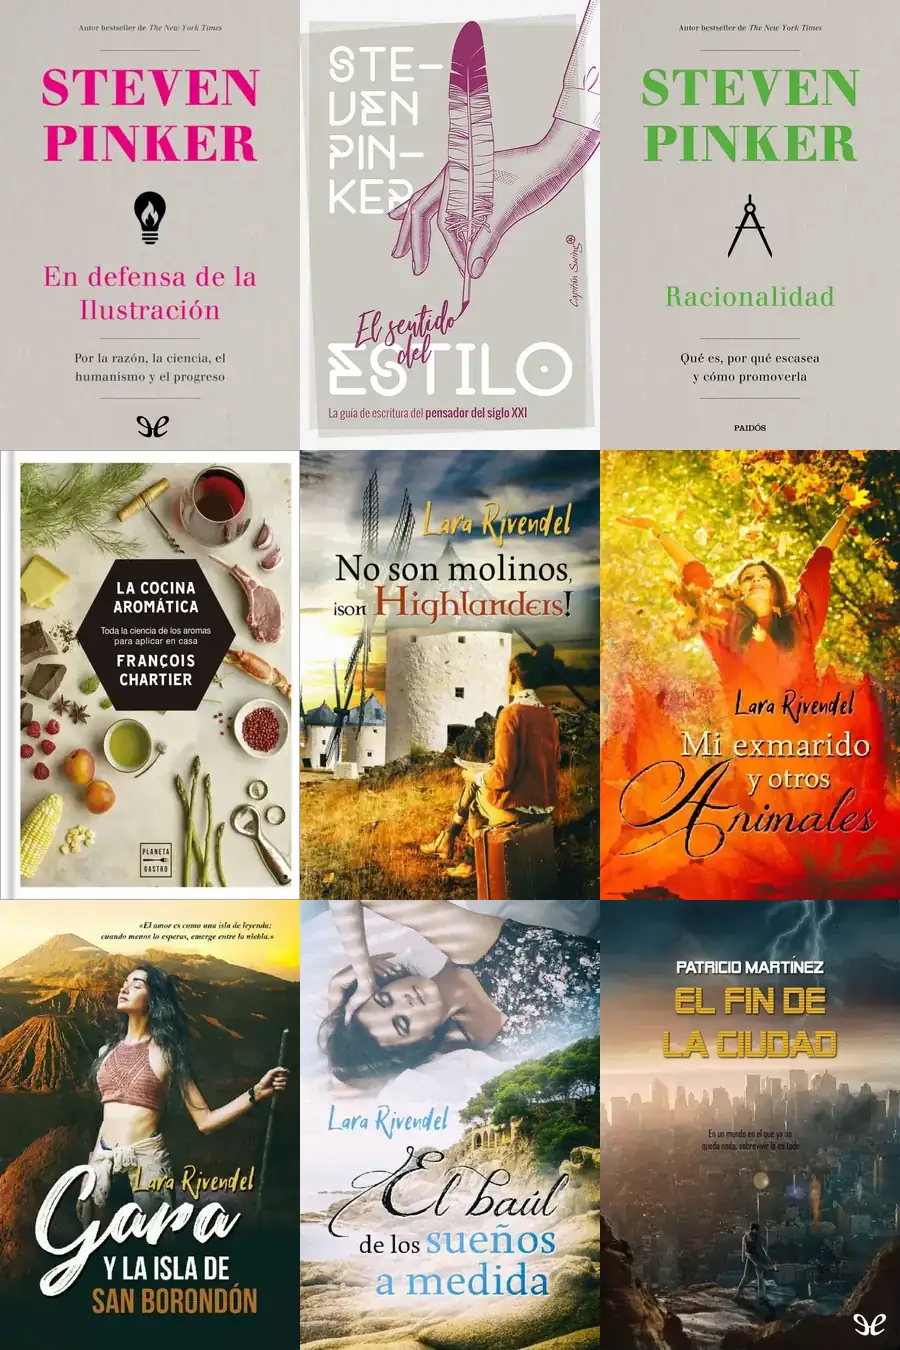 Autor bestseller de The New York Times
STEVEN
PINKER
En defensa de la
Ilustración
Por la razón, la ciencia, el
humanismo y el progreso
STE-
VEN
PIN-
KER
Capitán Swing
El sentido
del
ESTILO
La guía de escritura del pensador del siglo XXI
Autor bestseller de The New York Times
STEVEN
PINKER
Racionalidad
Qué es, por qué escasea
y cómo promoverla
PAIDÓS
LA COCINA
AROMÁTICA
Toda la ciencia de los aromas
para aplicar en casa
FRANÇOIS
CHARTIER
PLANETA
GASTRO
Lara Rivendel
No son molinos,
¡son Highlanders!
Lara Rivendel
Mi exmarido
y otros
Animales
«El amor es como una isla de leyenda;
cuando menos lo esperas, emerge entre la niebla.»
Lara Rivendel
Gara
Y LA ISLA DE
SAN BORONDÓN
Lara Rivendel
El baúl
de los sueños
a medida
PATRICIO MARTÍNEZ
EL FIN DE
LA CIUDAD
En un mundo en el que ya no
queda nada, sobrevivir lo es todo